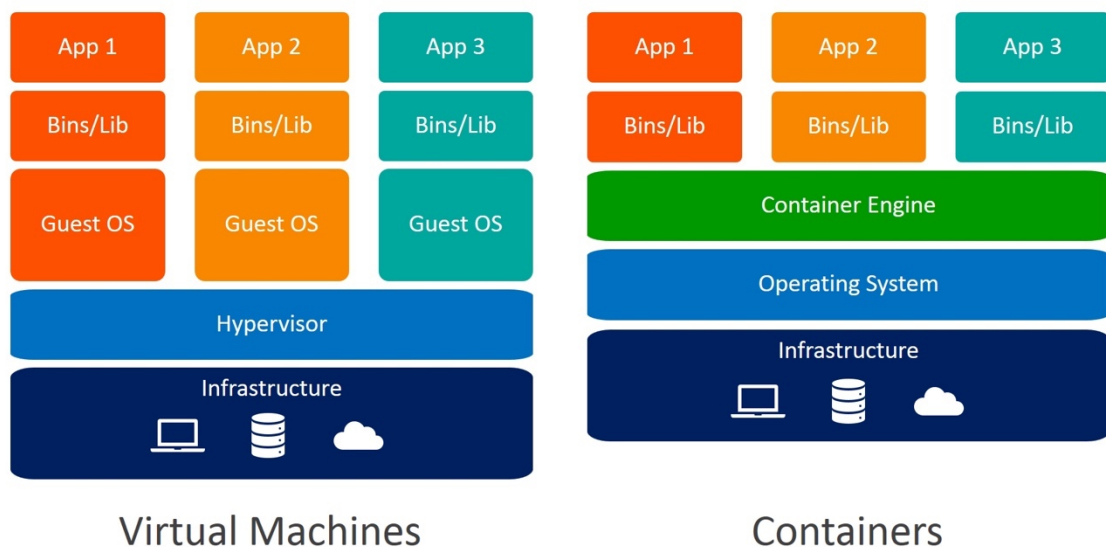 App 1
App 2
App 3
Bins/Lib
Bins/Lib
Bins/Lib
Guest OS
Guest OS
Guest OS
Hypervisor
Infrastructure
Virtual Machines
App 1
App 2
App 3
Bins/Lib
Bins/Lib
Bins/Lib
Container Engine
Operating System
Infrastructure
Containers